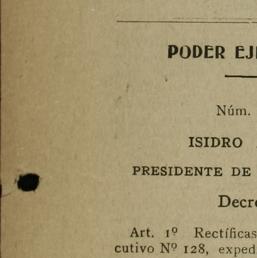 PODER EJ
Núm.
ISIDRO
PRESIDENTE DE
Decre
Art. 1º Rectifícas
cutivo Nº 128, exped